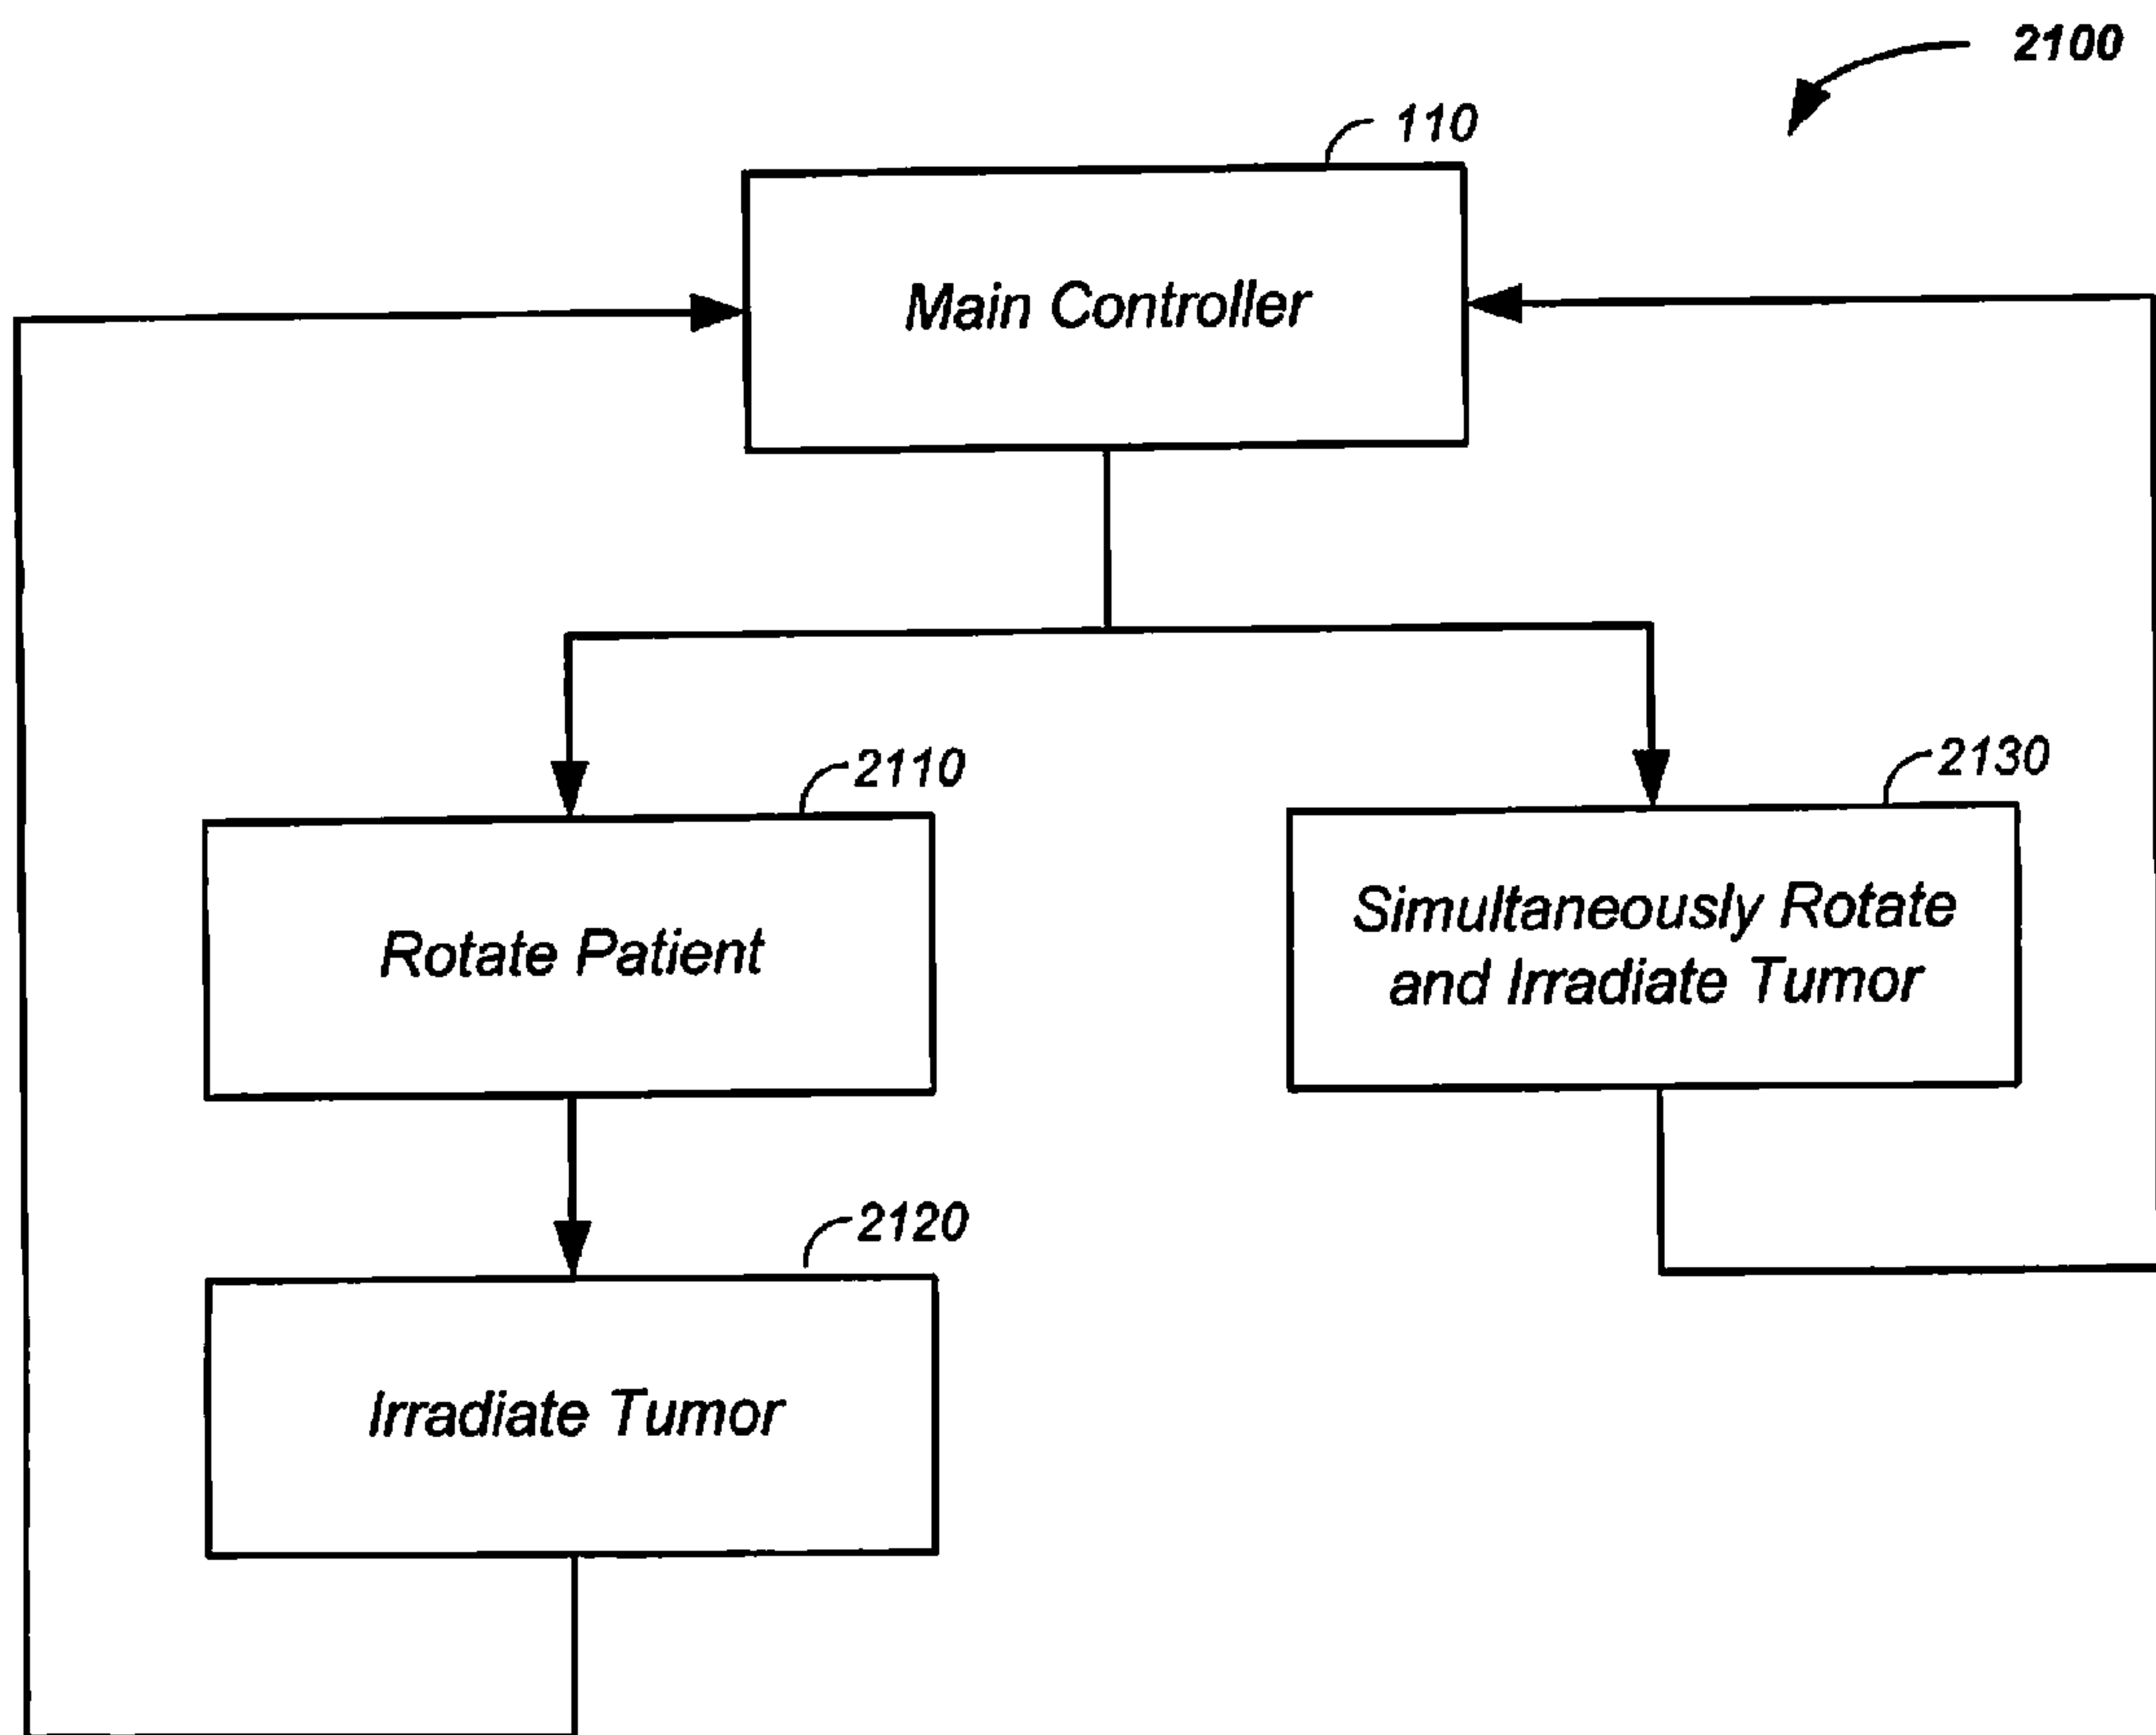 2100
110
Main Controller
2110
Rotate Patient
2130
Simultaneously Rotate
and Irradiate Tumor
2120
Irradiate Tumor